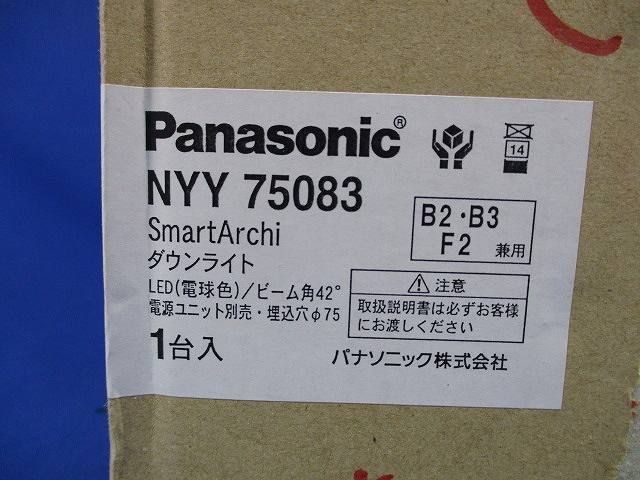 Panasonic®
14
NYY 75083
B2・B3
F2 兼用
SmartArchi
ダウンライト
LED(電球色)/ビーム角42°
電源ユニット別売・埋込穴φ75
1台入
注意
取扱説明書は必ずお客様
にお渡しください
パナソニック株式会社